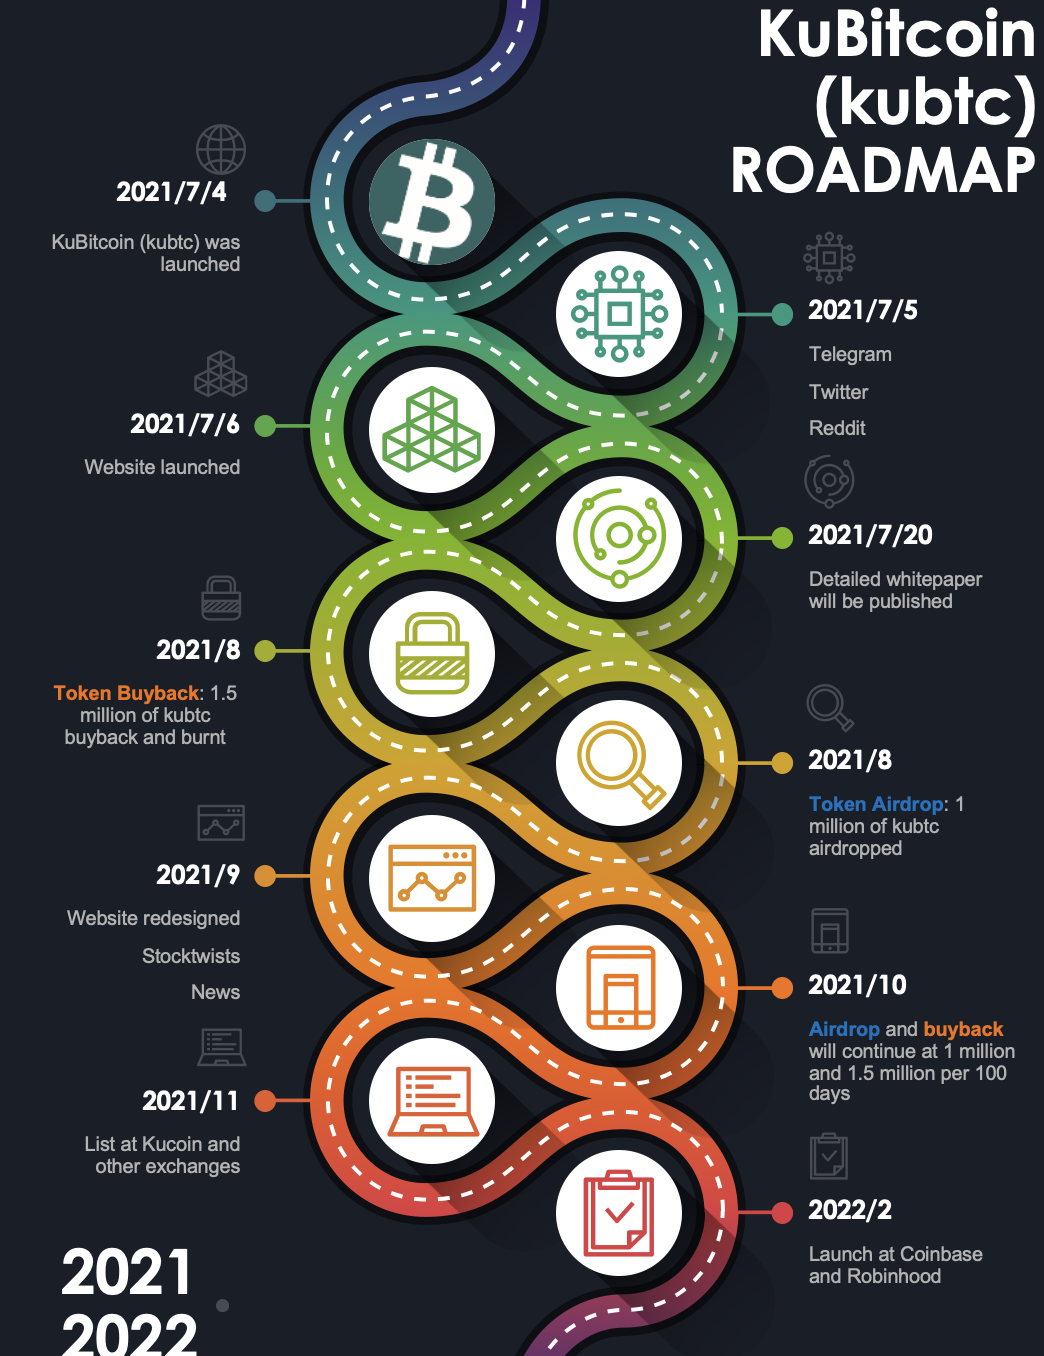 KuBitcoin
(kubtc)
ROADMAP
2021/7/4
KuBitcoin (kubtc) was
launched
2021/7/5
Telegram
Twitter
Reddit
2021/7/6
Website launched
2021/7/20
Detailed whitepaper
will be published
2021/8
Token Buyback: 1.5
million of kubtc
buyback and burnt
2021/8
Token Airdrop: 1
million of kubtc
airdropped
2021/9
Website redesigned
Stocktwists
News
2021/10
Airdrop and buyback
will continue at 1 million
and 1.5 million per 100
days
2021/11
List at Kucoin and
other exchanges
2022/2
Launch at Coinbase
and Robinhood
2021
2022